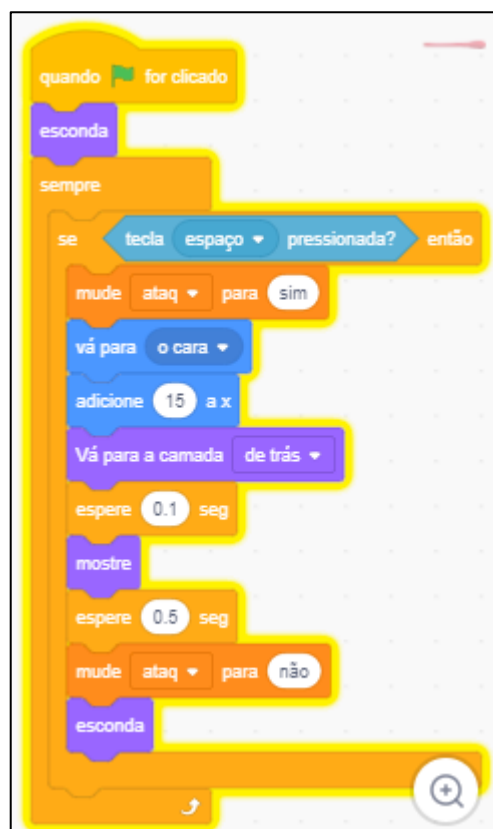 quando for clicado
esconda
sempre
se tecla espaço pressionada? então
mude ataq para sim
vá para o cara
adicione 15 a x
Vá para a camada de trás
espere 0.1 seg
mostre
espere 0.5 seg
mude ataq para não
esconda